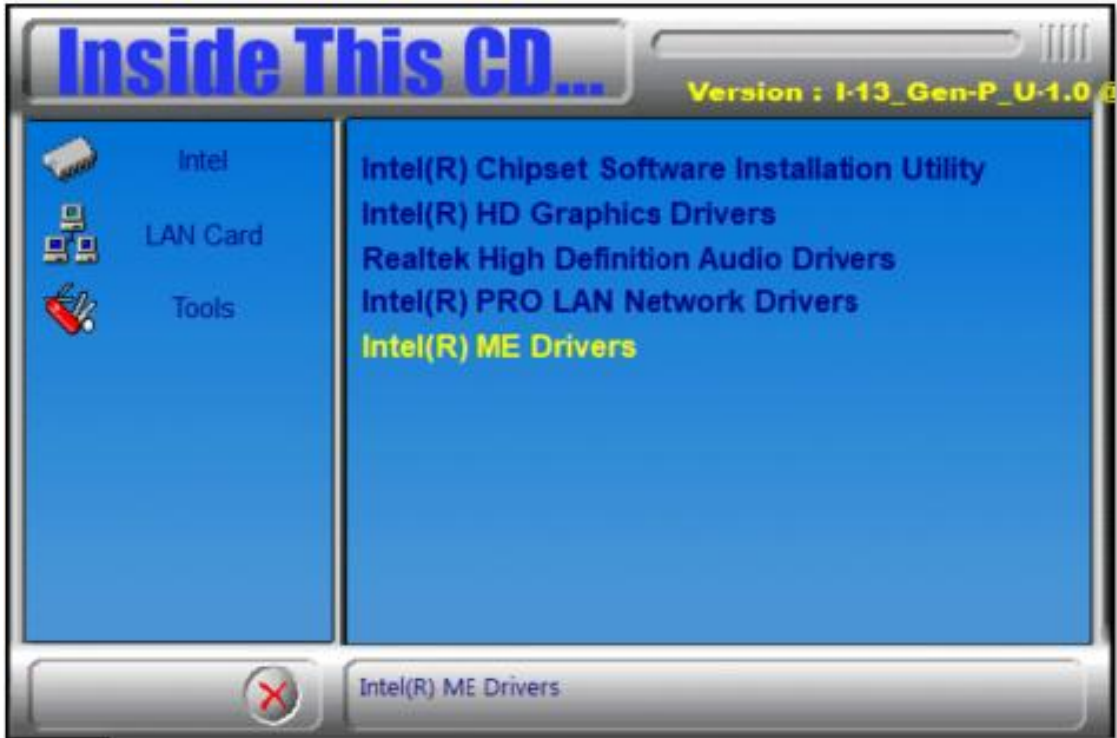 Inside This CD...
Version : I-13_Gen-P_U-1.0
Intel
LAN Card
Tools
Intel(R) Chipset Software Installation Utility
Intel(R) HD Graphics Drivers
Realtek High Definition Audio Drivers
Intel(R) PRO LAN Network Drivers
Intel(R) ME Drivers
Intel(R) ME Drivers